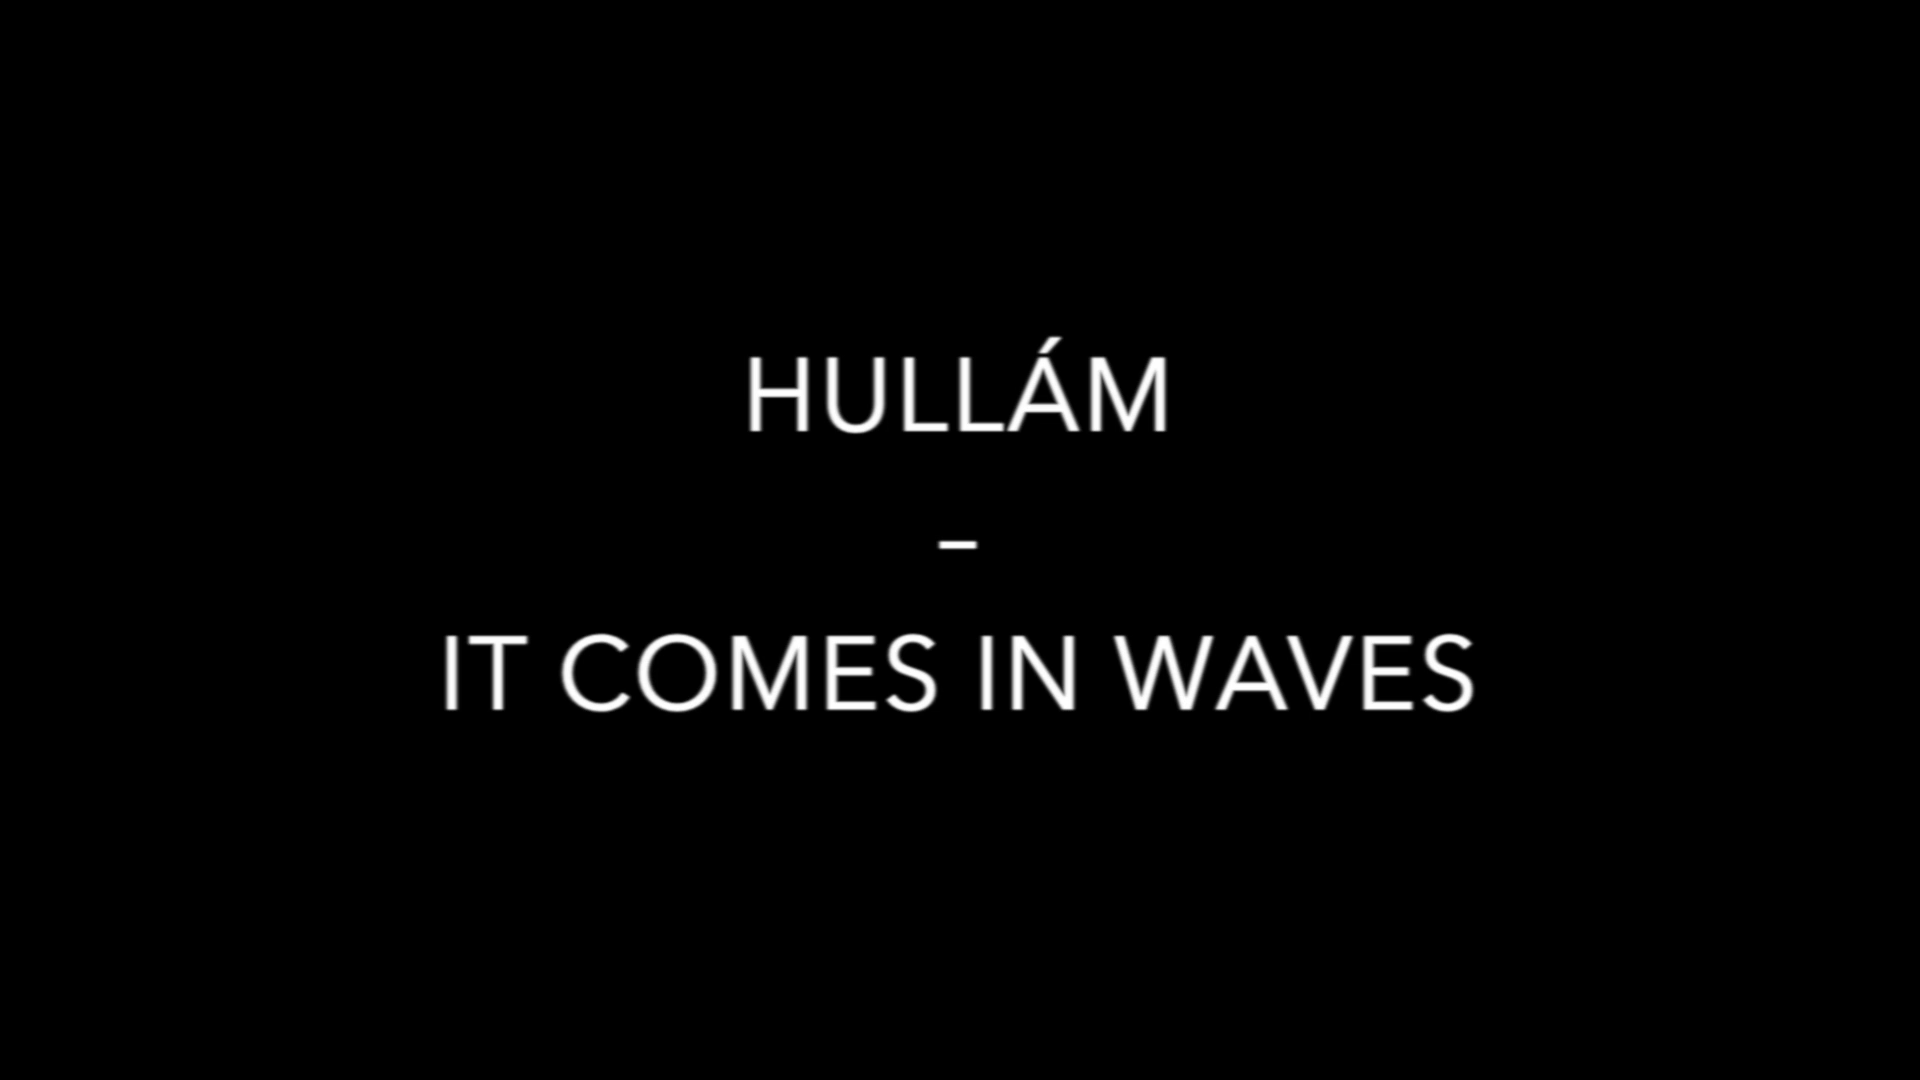 HULLÁM
–
IT COMES IN WAVES